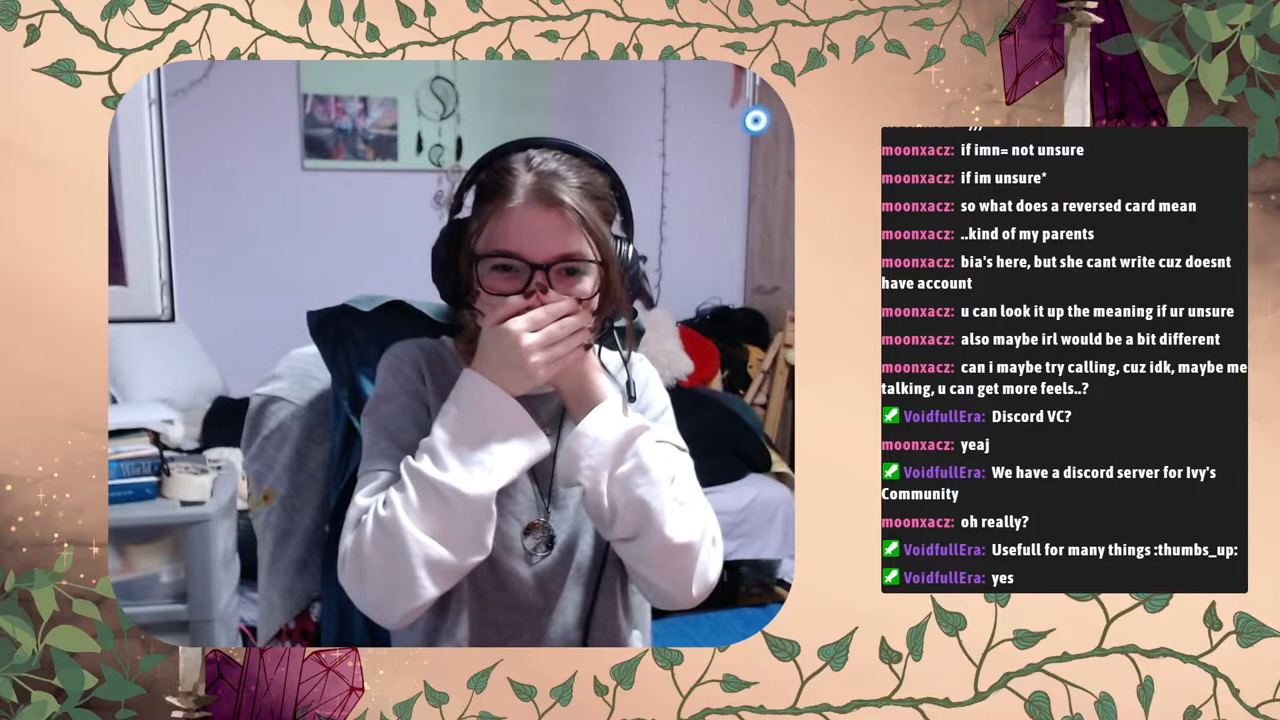 moonxacz: if imn= not unsure
moonxacz: if im unsure*
moonxacz: so what does a reversed card mean
moonxacz: ..kind of my parents
moonxacz: bia's here, but she cant write cuz doesnt
have account
moonxacz: u can look it up the meaning if ur unsure
moonxacz: also maybe irl would be a bit different
moonxacz: can i maybe try calling, cuz idk, maybe me
talking, u can get more feels..?
VoidfullEra: Discord VC?
moonxacz: yeaj
VoidfullEra: We have a discord server for Ivy's
Community
moonxacz: oh really?
VoidfullEra: Usefull for many things :thumbs_up:
VoidfullEra: yes
World